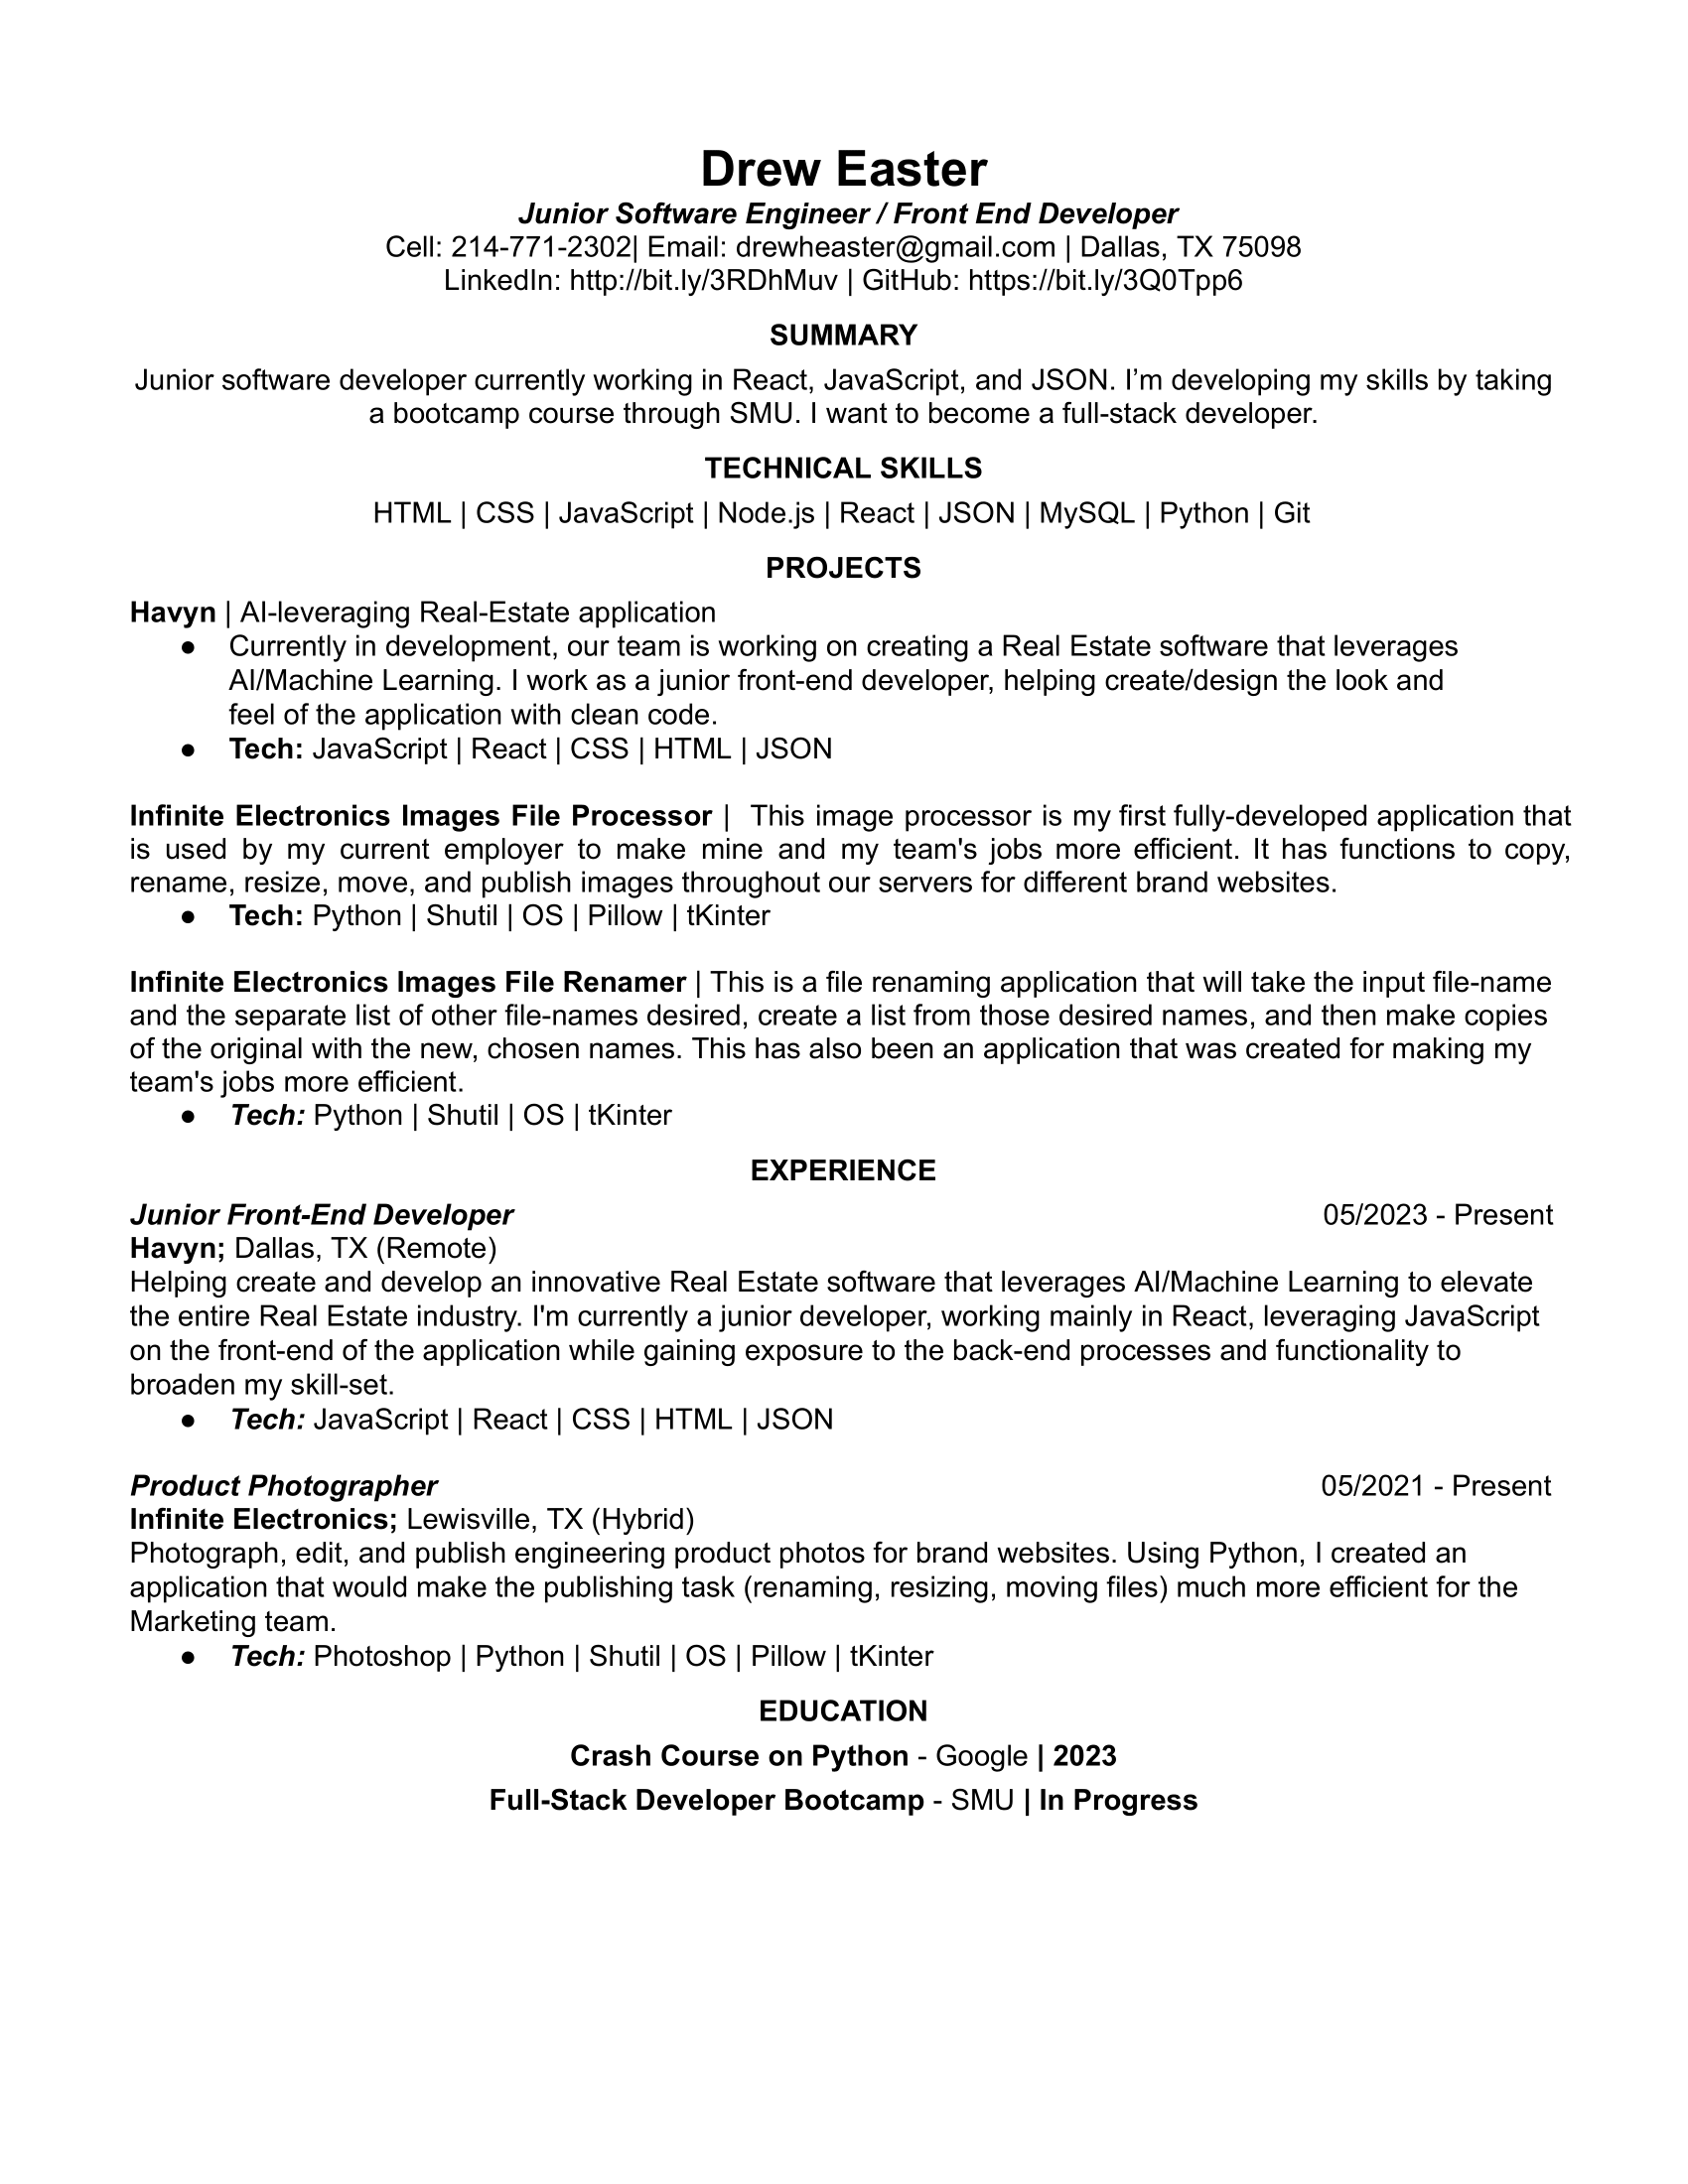 Drew Easter
Junior Software Engineer / Front End Developer
Cell: 214-771-2302| Email: drewheaster@gmail.com | Dallas, TX 75098
LinkedIn: http://bit.ly/3RDhMuv | GitHub: https://bit.ly/3Q0Tpp6
SUMMARY
Junior software developer currently working in React, JavaScript, and JSON. I’m developing my skills by taking
a bootcamp course through SMU. I want to become a full-stack developer.
TECHNICAL SKILLS
HTML | CSS | JavaScript | Node.js | React | JSON | MySQL | Python | Git
PROJECTS
Havyn | AI-leveraging Real-Estate application
● Currently in development, our team is working on creating a Real Estate software that leverages
AI/Machine Learning. I work as a junior front-end developer, helping create/design the look and
feel of the application with clean code.
● Tech: JavaScript | React | CSS | HTML | JSON
Infinite Electronics Images File Processor | This image processor is my first fully-developed application that
is used by my current employer to make mine and my team's jobs more efficient. It has functions to copy,
rename, resize, move, and publish images throughout our servers for different brand websites.
● Tech: Python | Shutil | OS | Pillow | tKinter
Infinite Electronics Images File Renamer | This is a file renaming application that will take the input file-name
and the separate list of other file-names desired, create a list from those desired names, and then make copies
of the original with the new, chosen names. This has also been an application that was created for making my
team's jobs more efficient.
● Tech: Python | Shutil | OS | tKinter
EXPERIENCE
Junior Front-End Developer 05/2023 - Present
Havyn; Dallas, TX (Remote)
Helping create and develop an innovative Real Estate software that leverages AI/Machine Learning to elevate
the entire Real Estate industry. I'm currently a junior developer, working mainly in React, leveraging JavaScript
on the front-end of the application while gaining exposure to the back-end processes and functionality to
broaden my skill-set.
● Tech: JavaScript | React | CSS | HTML | JSON
Product Photographer 05/2021 - Present
Infinite Electronics; Lewisville, TX (Hybrid)
Photograph, edit, and publish engineering product photos for brand websites. Using Python, I created an
application that would make the publishing task (renaming, resizing, moving files) much more efficient for the
Marketing team.
● Tech: Photoshop | Python | Shutil | OS | Pillow | tKinter
EDUCATION
Crash Course on Python - Google | 2023
Full-Stack Developer Bootcamp - SMU | In Progress